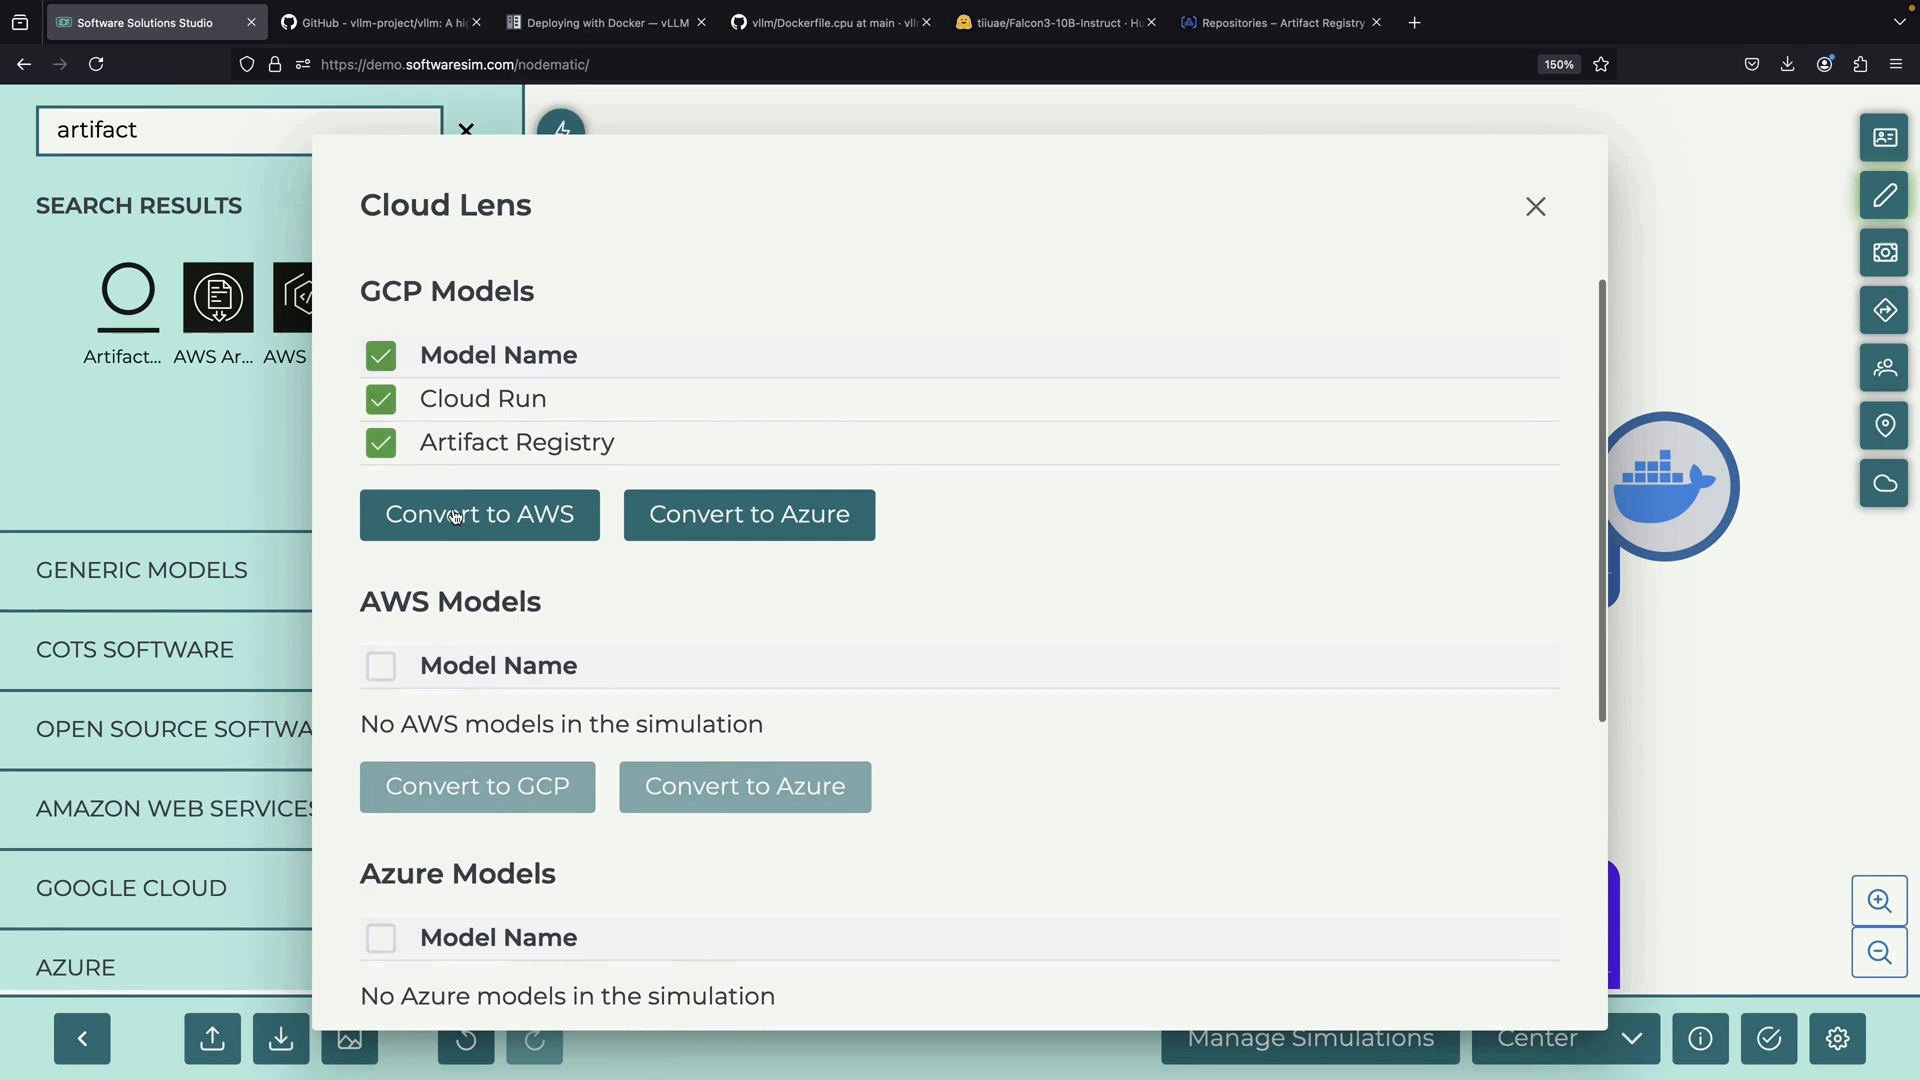 Software Solutions Studio
GitHub - vllm-project/vllm: A hi
Deploying with Docker — vLLM
vllm/Dockerfile.cpu at main · vll
tiiuae/Falcon3-10B-Instruct · Hu
Repositories – Artifact Registry
https://demo.softwaresim.com/nodematic/
150%
artifact
SEARCH RESULTS
Artifact...
AWS Ar...
AWS
GENERIC MODELS
COTS SOFTWARE
OPEN SOURCE SOFTWA
AMAZON WEB SERVICES
GOOGLE CLOUD
AZURE
Cloud Lens
GCP Models
Model Name
Cloud Run
Artifact Registry
Convert to AWS
Convert to Azure
AWS Models
Model Name
No AWS models in the simulation
Convert to GCP
Convert to Azure
Azure Models
Model Name
No Azure models in the simulation
Manage Simulations
Center